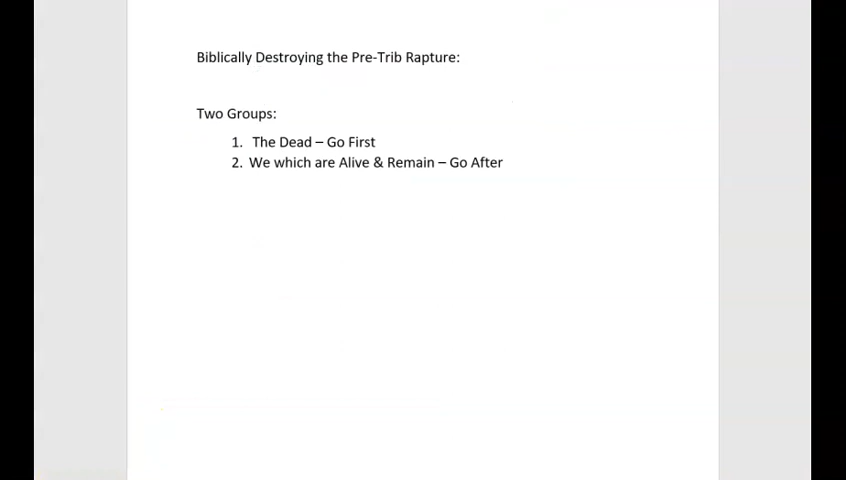 Biblically Destroying the Pre-Trib Rapture:
Two Groups:
1. The Dead – Go First
2. We which are Alive & Remain – Go After